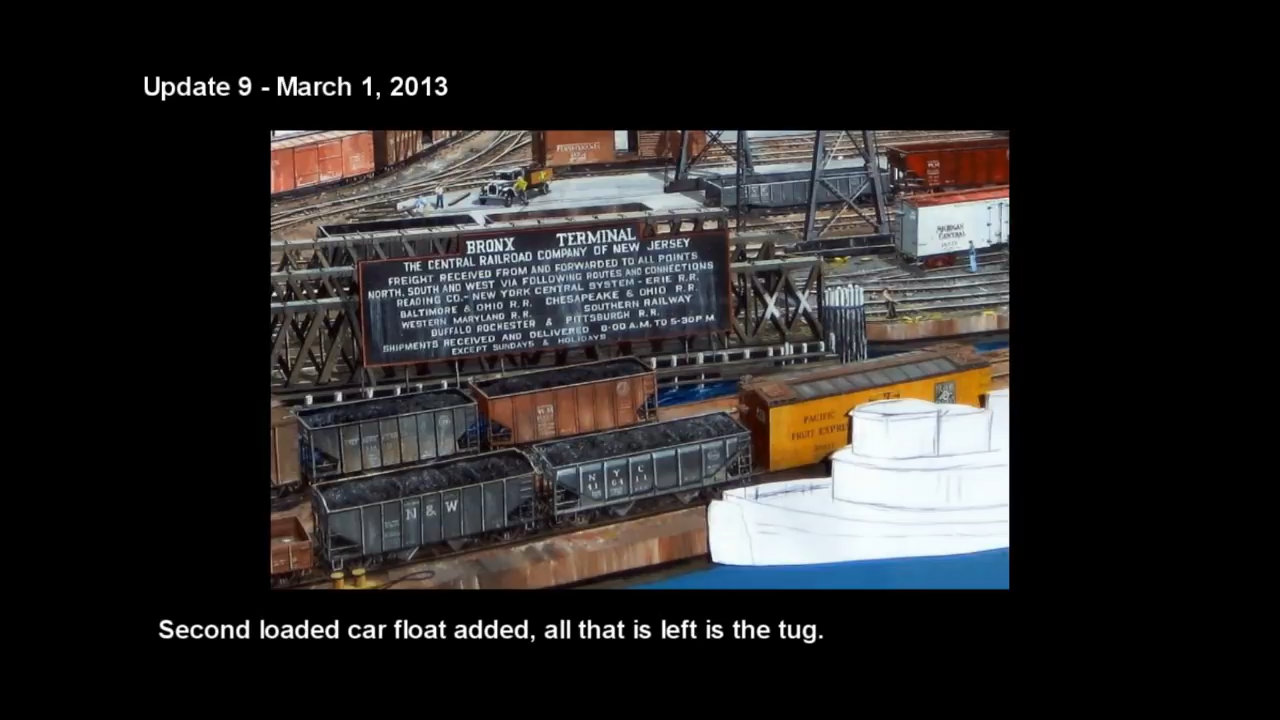 Update 9 - March 1, 2013
BRONX TERMINAL
THE CENTRAL RAILROAD COMPANY OF NEW JERSEY
FREIGHT RECEIVED FROM AND FORWARDED TO ALL POINTS
NORTH, SOUTH AND WEST VIA FOLLOWING ROUTES AND CONNECTIONS
READING CO.- NEW YORK CENTRAL SYSTEM - ERIE R.R.
BALTIMORE & OHIO R.R. CHESAPEAKE & OHIO R.R.
WESTERN MARYLAND R.R. SOUTHERN RAILWAY
BUFFALO ROCHESTER & PITTSBURGH R.R.
SHIPMENTS RECEIVED AND DELIVERED 8-00 A.M. TO 5-30 P M
EXCEPT SUNDAYS & HOLIDAYS
MICHIGAN
CENTRAL
PACIFIC
FRUIT EXPRE
N Y C
N & W
Second loaded car float added, all that is left is the tug.